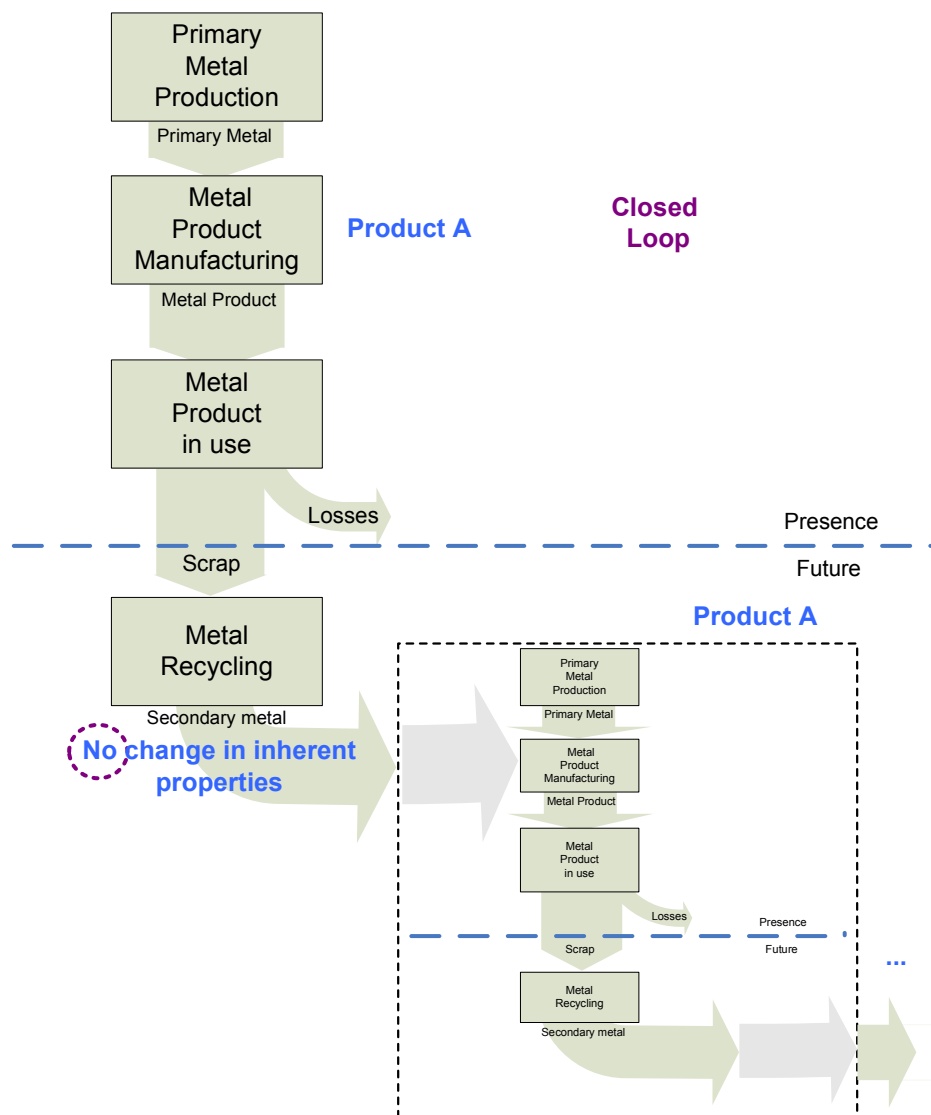 Primary
Metal
Production
Primary Metal
Metal
Product
Manufacturing
Product A
Closed
Loop
Metal Product
Metal
Product
in use
Losses
Presence
Scrap
Future
Product A
Metal
Recycling
Secondary metal
No change in inherent
properties
Primary
Metal
Production
Primary Metal
Metal
Product
Manufacturing
Metal Product
Metal
Product
in use
Losses
Presence
Scrap
Future
...
Metal
Recycling
Secondary metal